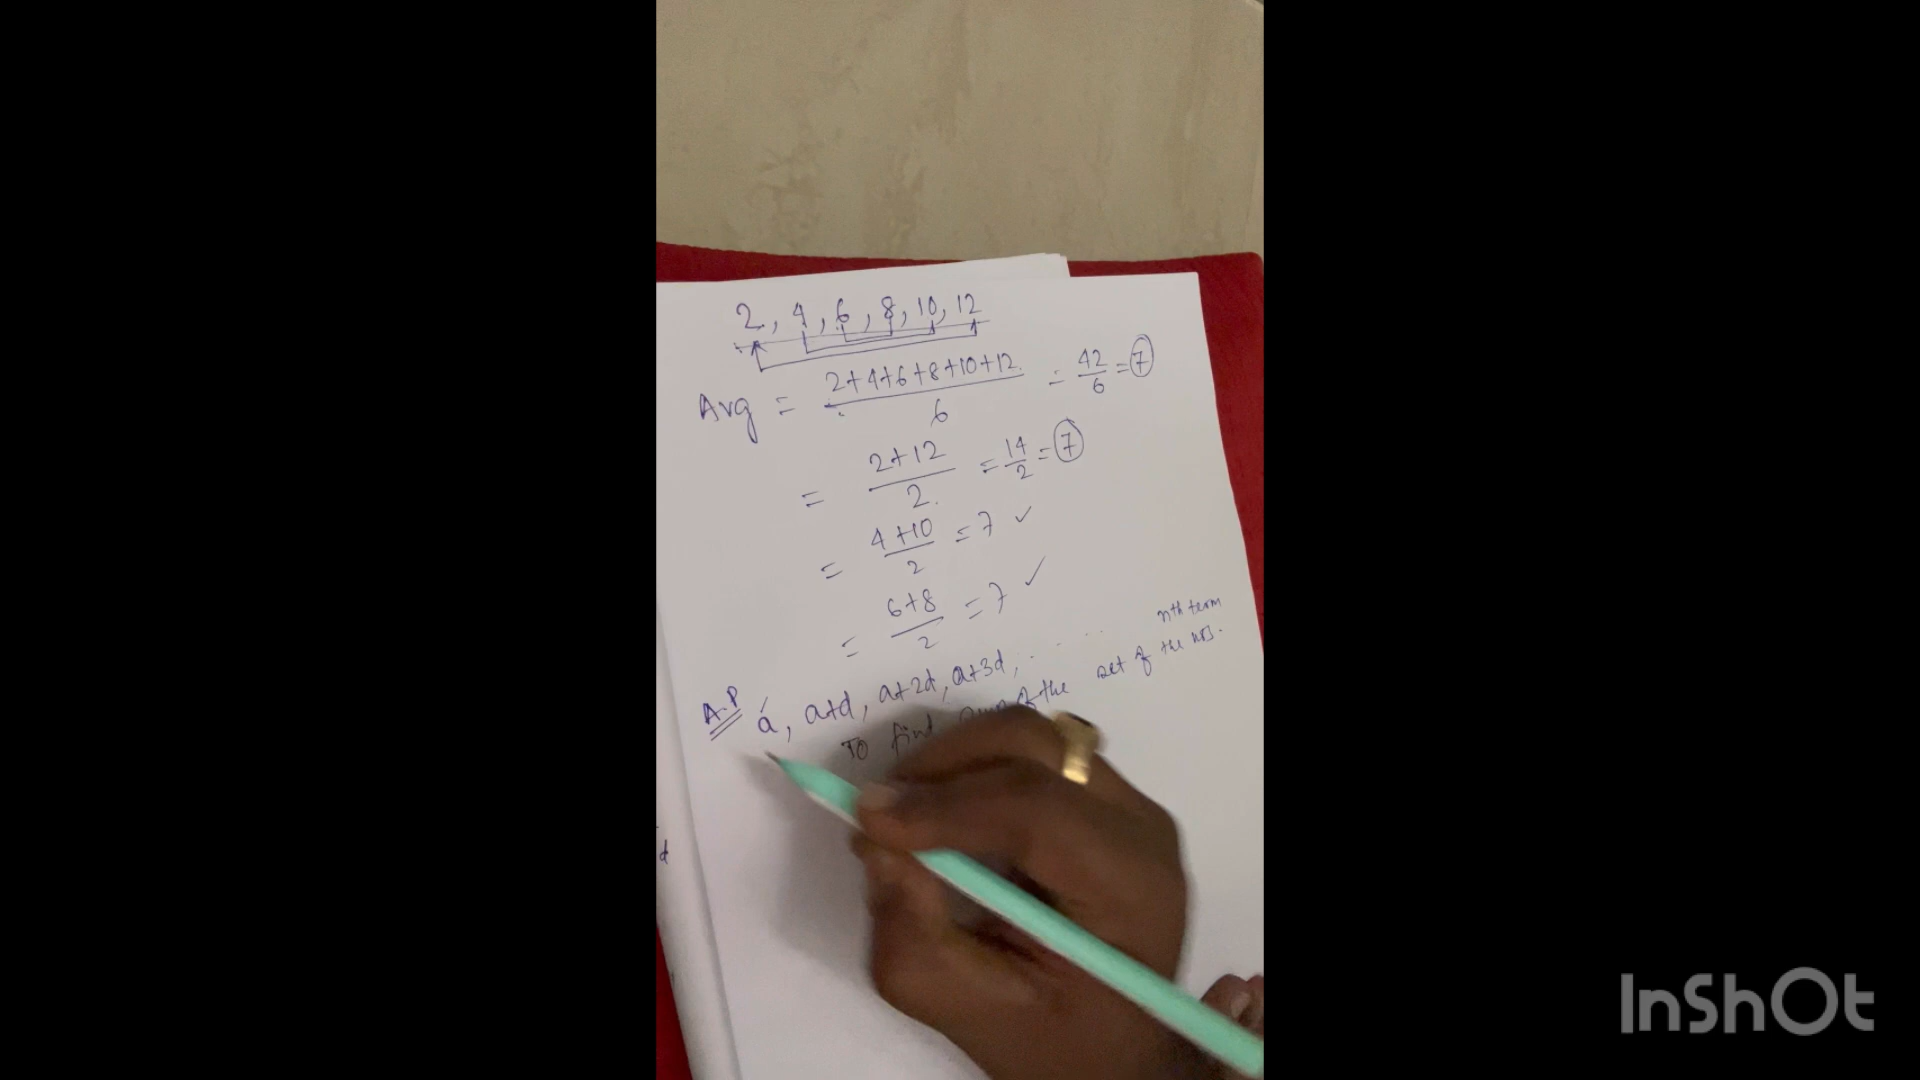 2, 4, 6, 8, 10, 12
Avg = 2+4+6+8+10+12 / 6 = 42/6 = 7
= 2+12 / 2 = 14/2 = 7
= 4+10 / 2 = 7 ✓
= 6+8 / 2 = 7 ✓
A.P a, a+d, a+2d, a+3d, . . . . nth term
To find of the set of the nos.
d
InShOt